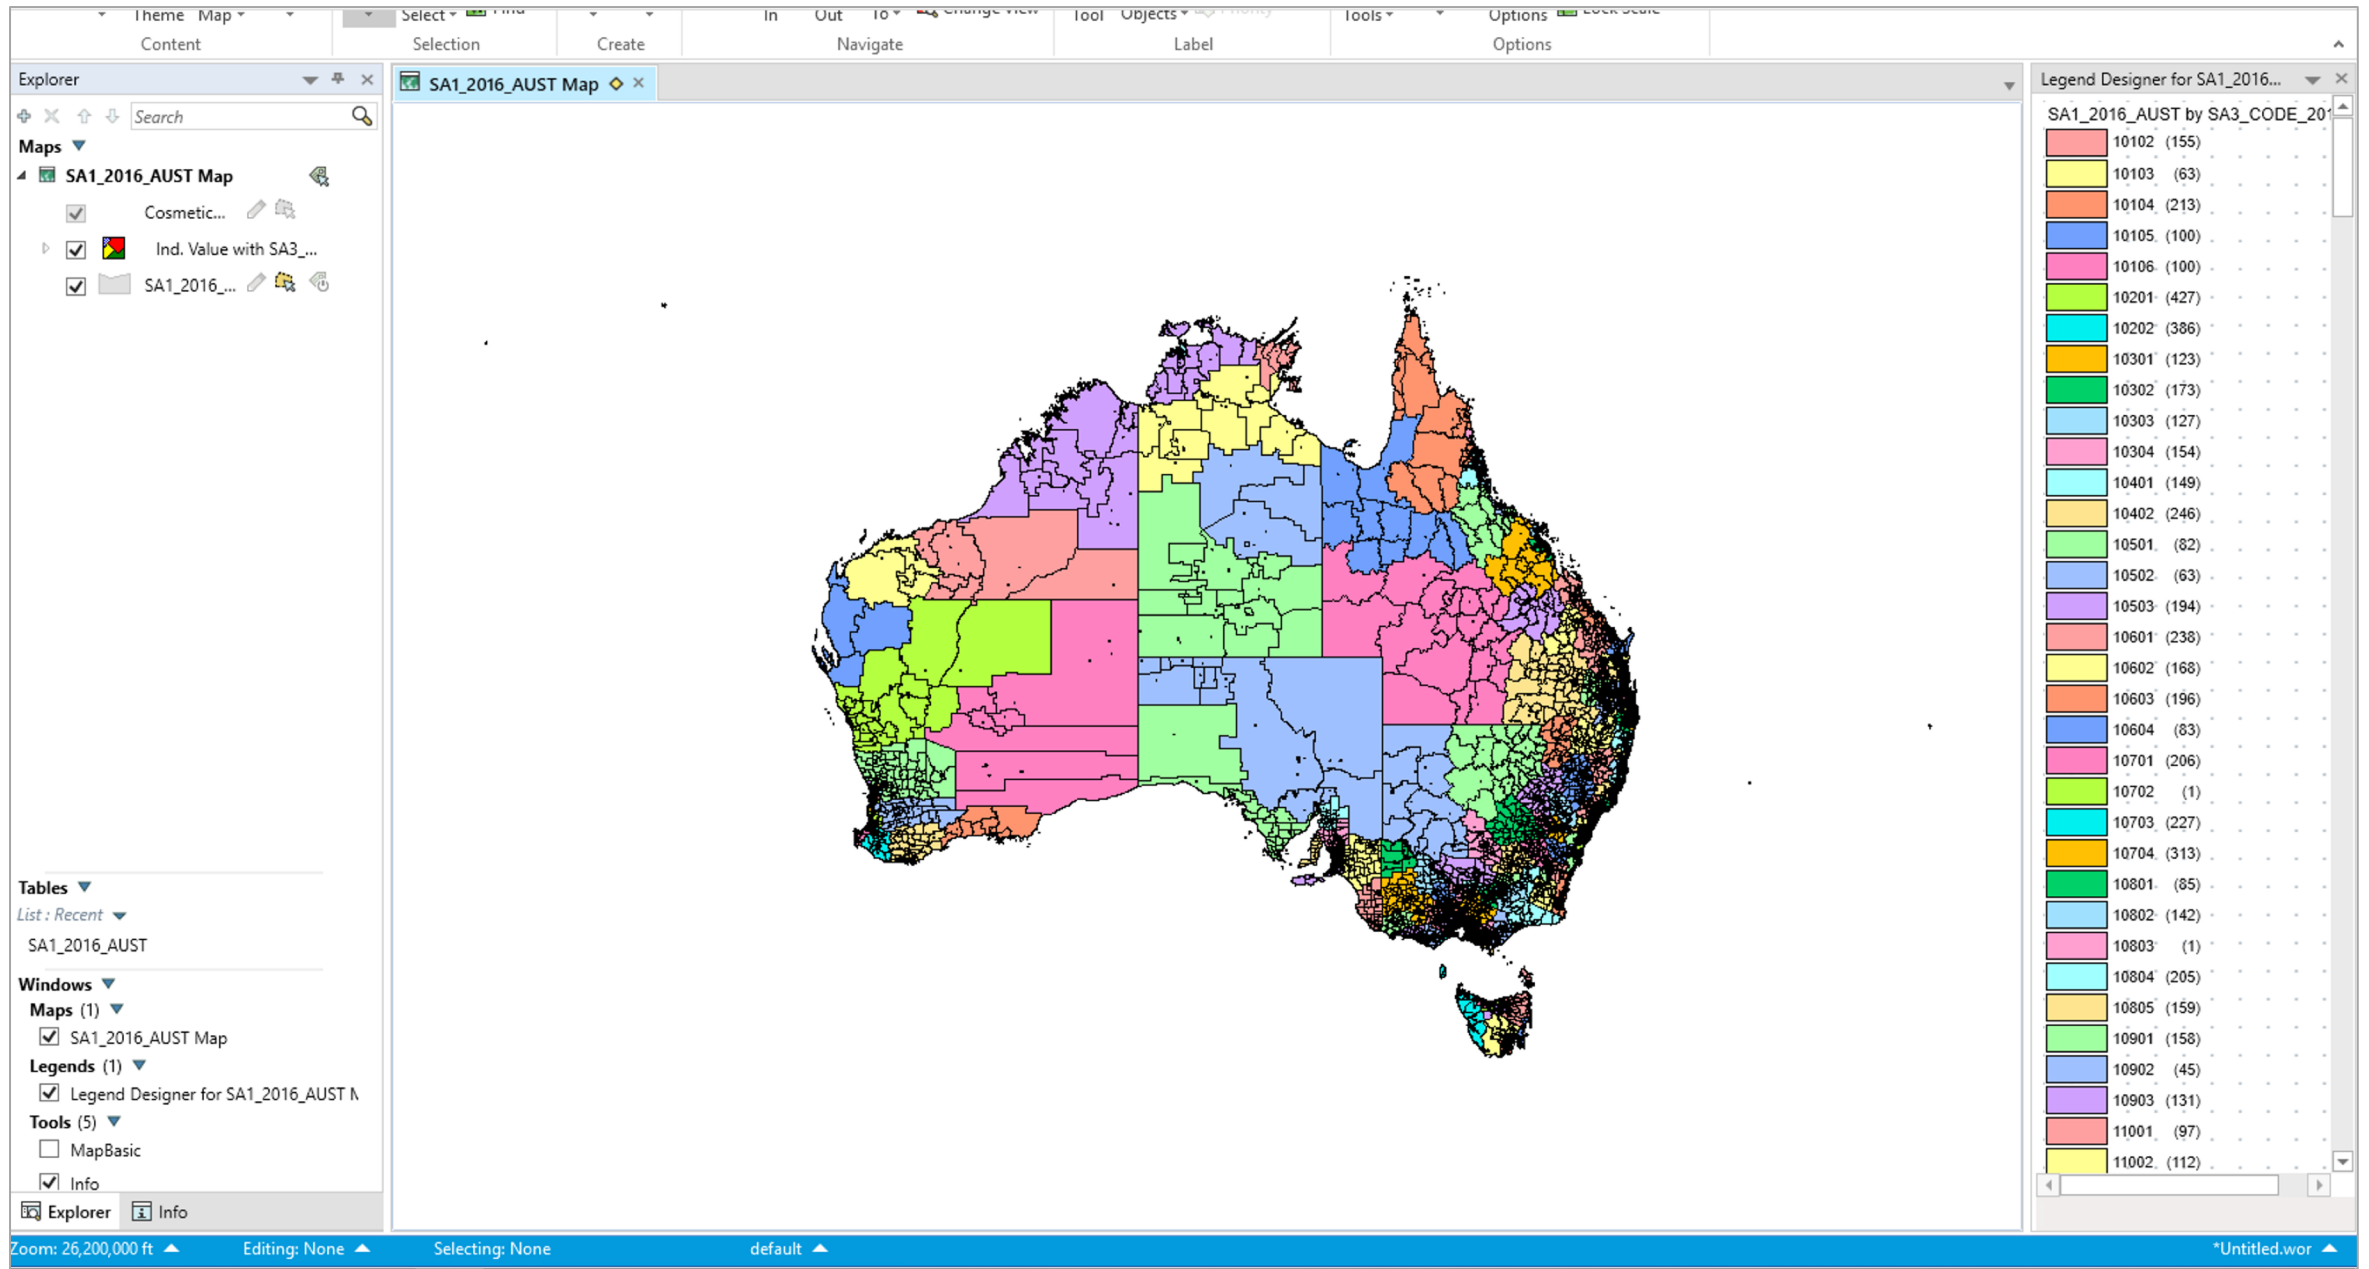 Theme Map Select Find In Out To Change View Tool Objects Priority Tools Options Lock Scale
Content Selection Create Navigate Label Options
Explorer
Search
Maps
SA1_2016_AUST Map
Cosmetic...
Ind. Value with SA3_...
SA1_2016_...
Tables
List : Recent
SA1_2016_AUST
Windows
Maps (1)
SA1_2016_AUST Map
Legends (1)
Legend Designer for SA1_2016_AUST
Tools (5)
MapBasic
Info
Explorer Info
SA1_2016_AUST Map
Legend Designer for SA1_2016...
SA1_2016_AUST by SA3_CODE_201
10102 (155)
10103 (63)
10104 (213)
10105 (100)
10106 (100)
10201 (427)
10202 (386)
10301 (123)
10302 (173)
10303 (127)
10304 (154)
10401 (149)
10402 (246)
10501 (82)
10502 (63)
10503 (194)
10601 (238)
10602 (168)
10603 (196)
10604 (83)
10701 (206)
10702 (1)
10703 (227)
10704 (313)
10801 (85)
10802 (142)
10803 (1)
10804 (205)
10805 (159)
10901 (158)
10902 (45)
10903 (131)
11001 (97)
11002 (112)
Zoom: 26,200,000 ft Editing: None Selecting: None default *Untitled.wor